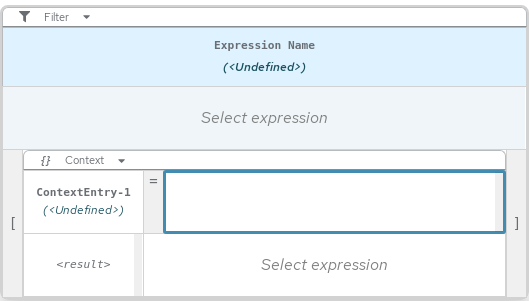 Filter
Expression Name
(<Undefined>)
Select expression
{} Context
ContextEntry-1 =
(<Undefined>)
[ ]
<result> Select expression